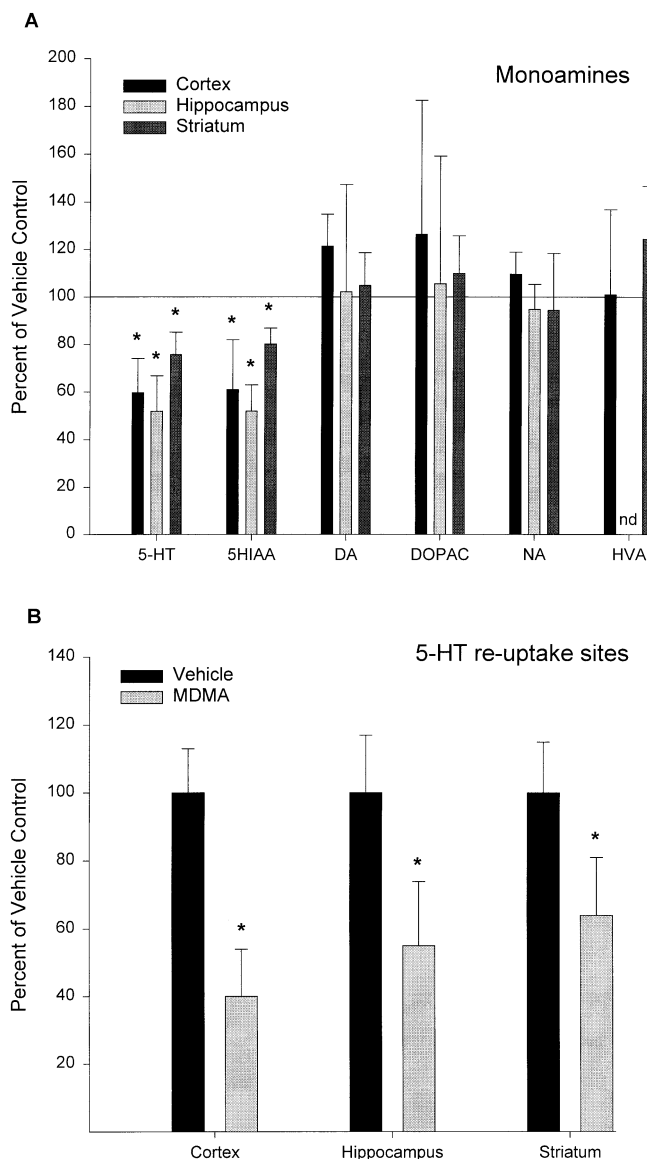 A
Monoamines
Cortex
Hippocampus
Striatum
Percent of Vehicle Control
200
180
160
140
120
100
80
60
40
20
0
* * * * * *
nd
5-HT 5HIAA DA DOPAC NA HVA
B
5-HT re-uptake sites
Vehicle
MDMA
Percent of Vehicle Control
140
120
100
80
60
40
20
* * *
Cortex Hippocampus Striatum